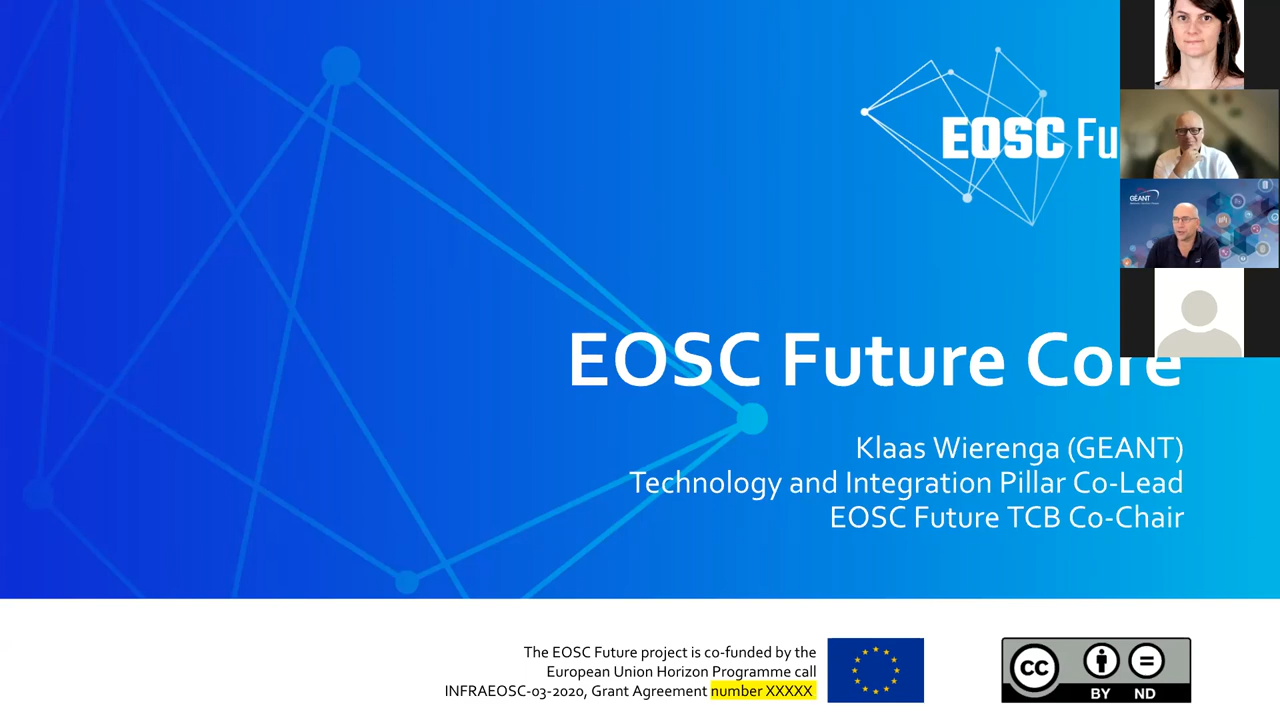 EOSC Fu
GÉANT
EOSC Future Core
Klaas Wierenga (GEANT)
Technology and Integration Pillar Co-Lead
EOSC Future TCB Co-Chair
The EOSC Future project is co-funded by the
European Union Horizon Programme call
INFRAEOSC-03-2020, Grant Agreement number XXXXX
cc
BY ND